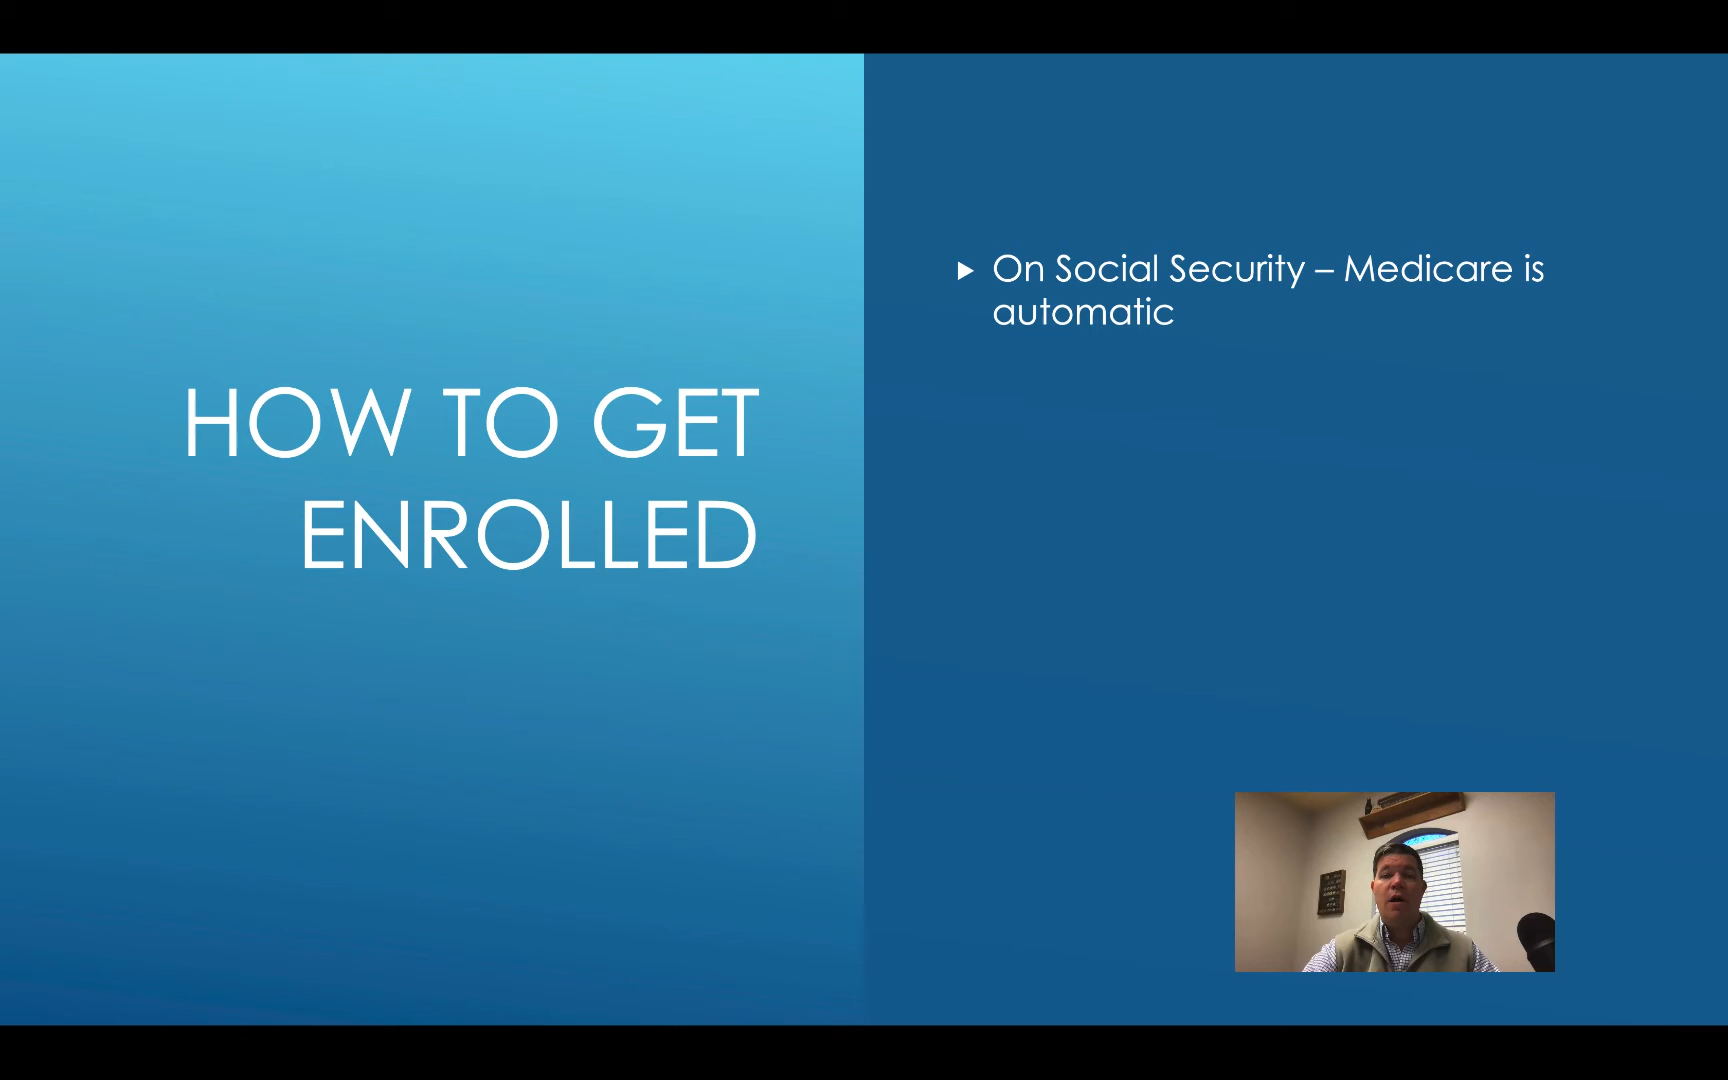 HOW TO GET
ENROLLED
On Social Security – Medicare is
automatic